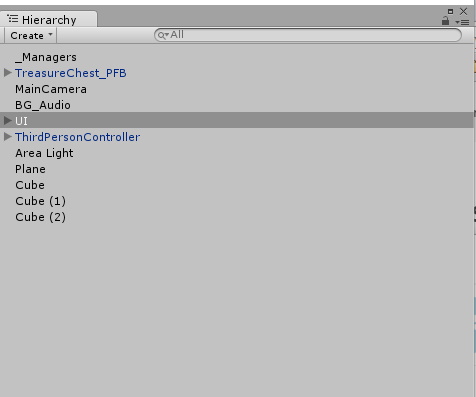 Hierarchy
Create All
_Managers
TreasureChest_PFB
MainCamera
BG_Audio
UI
ThirdPersonController
Area Light
Plane
Cube
Cube (1)
Cube (2)